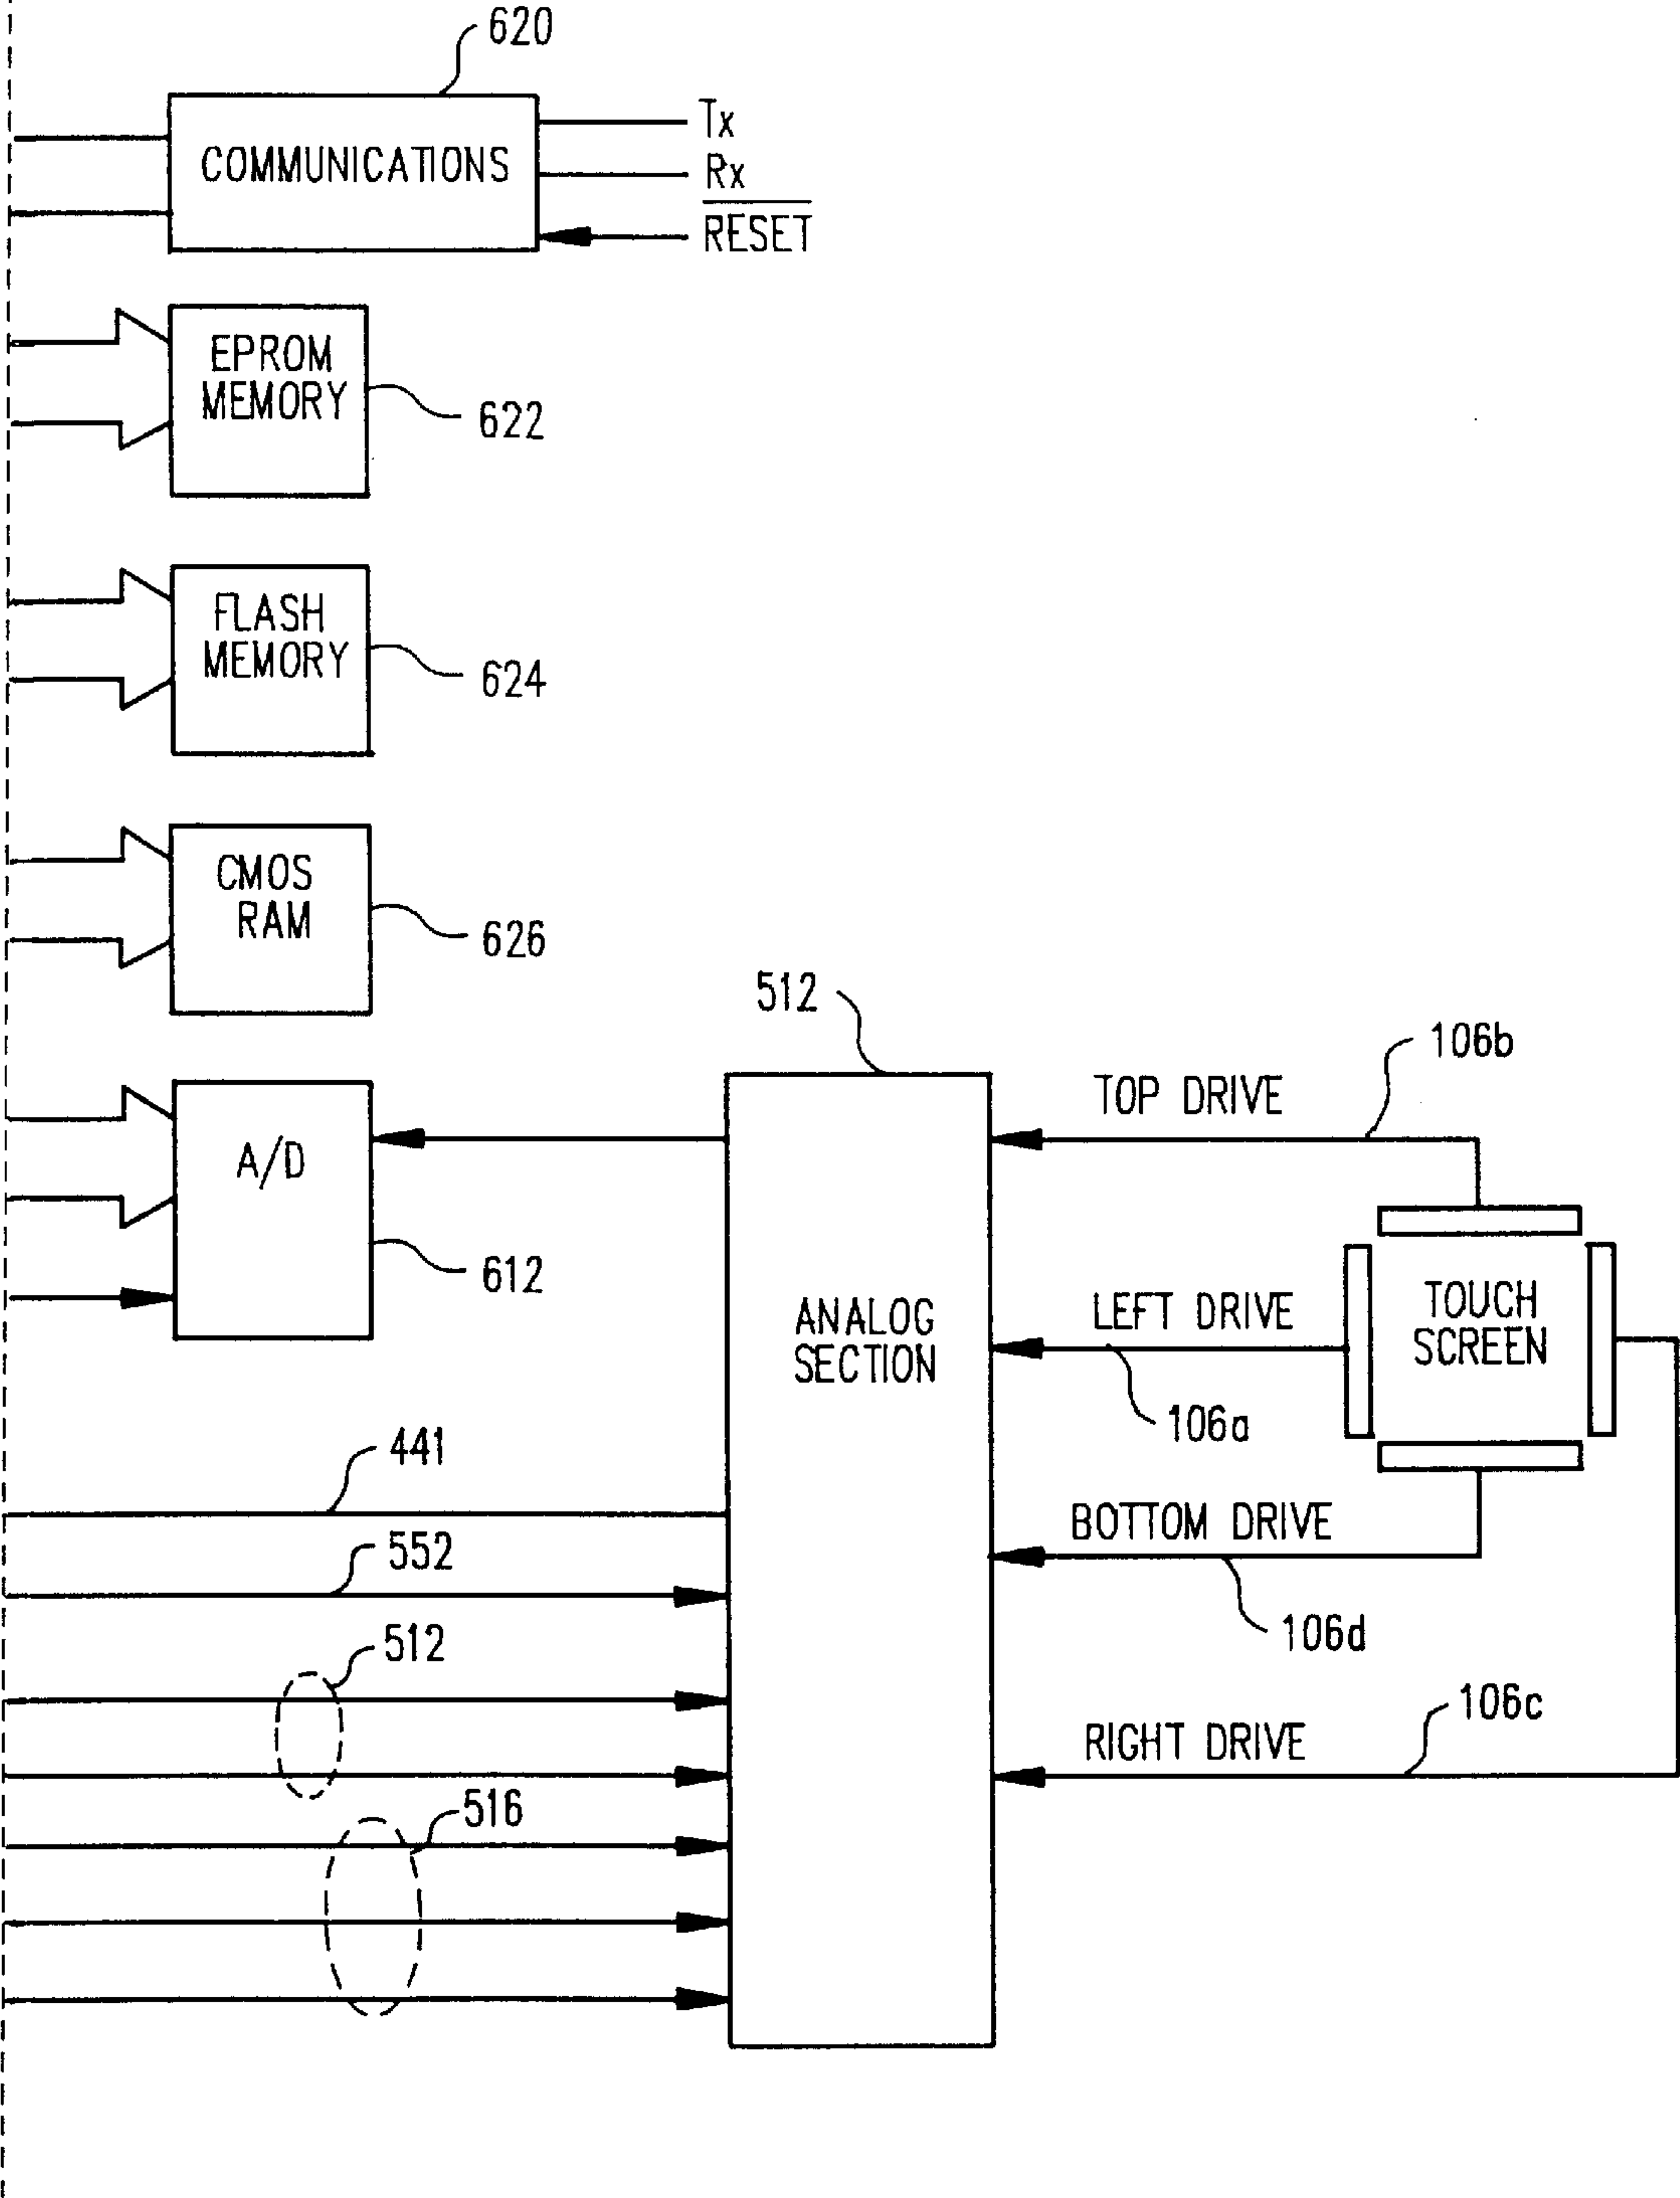 620
COMMUNICATIONS
Tx
Rx
RESET
EPROM
MEMORY
622
FLASH
MEMORY
624
CMOS
RAM
626
512
A/D
612
ANALOG
SECTION
TOP DRIVE
106b
LEFT DRIVE
106a
TOUCH
SCREEN
BOTTOM DRIVE
106d
RIGHT DRIVE
106c
441
552
512
516